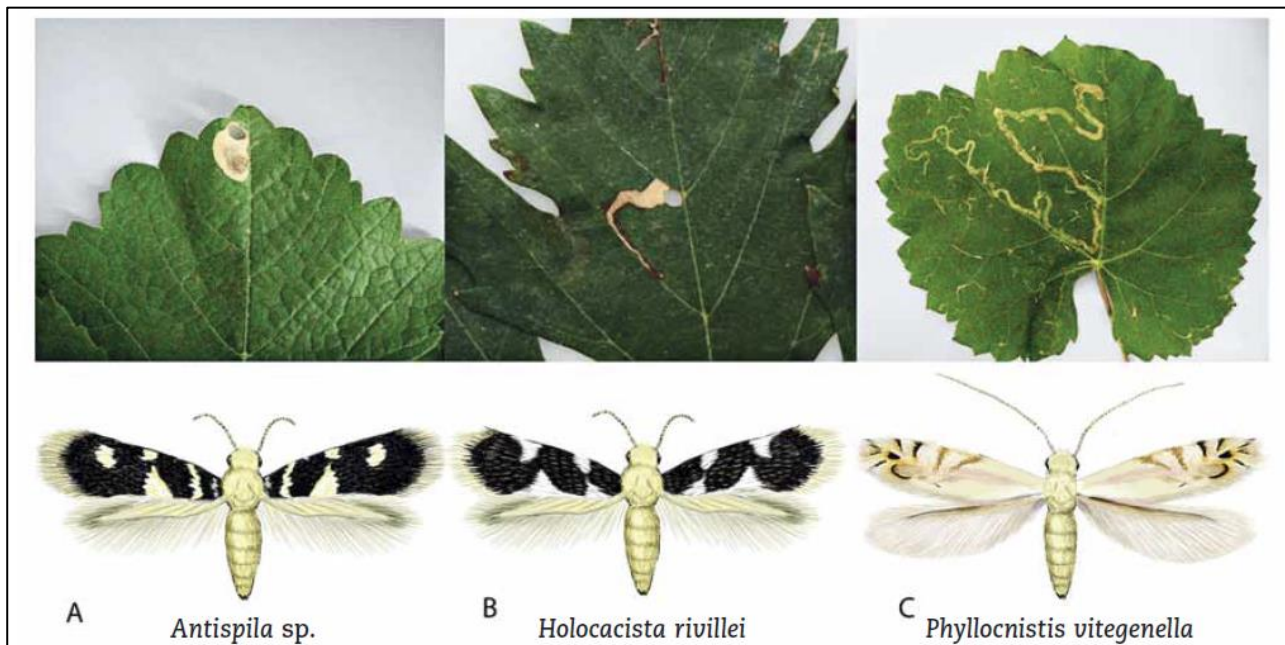 A
Antispila sp.
B
Holocacista rivillei
C
Phyllocnistis vitegenella